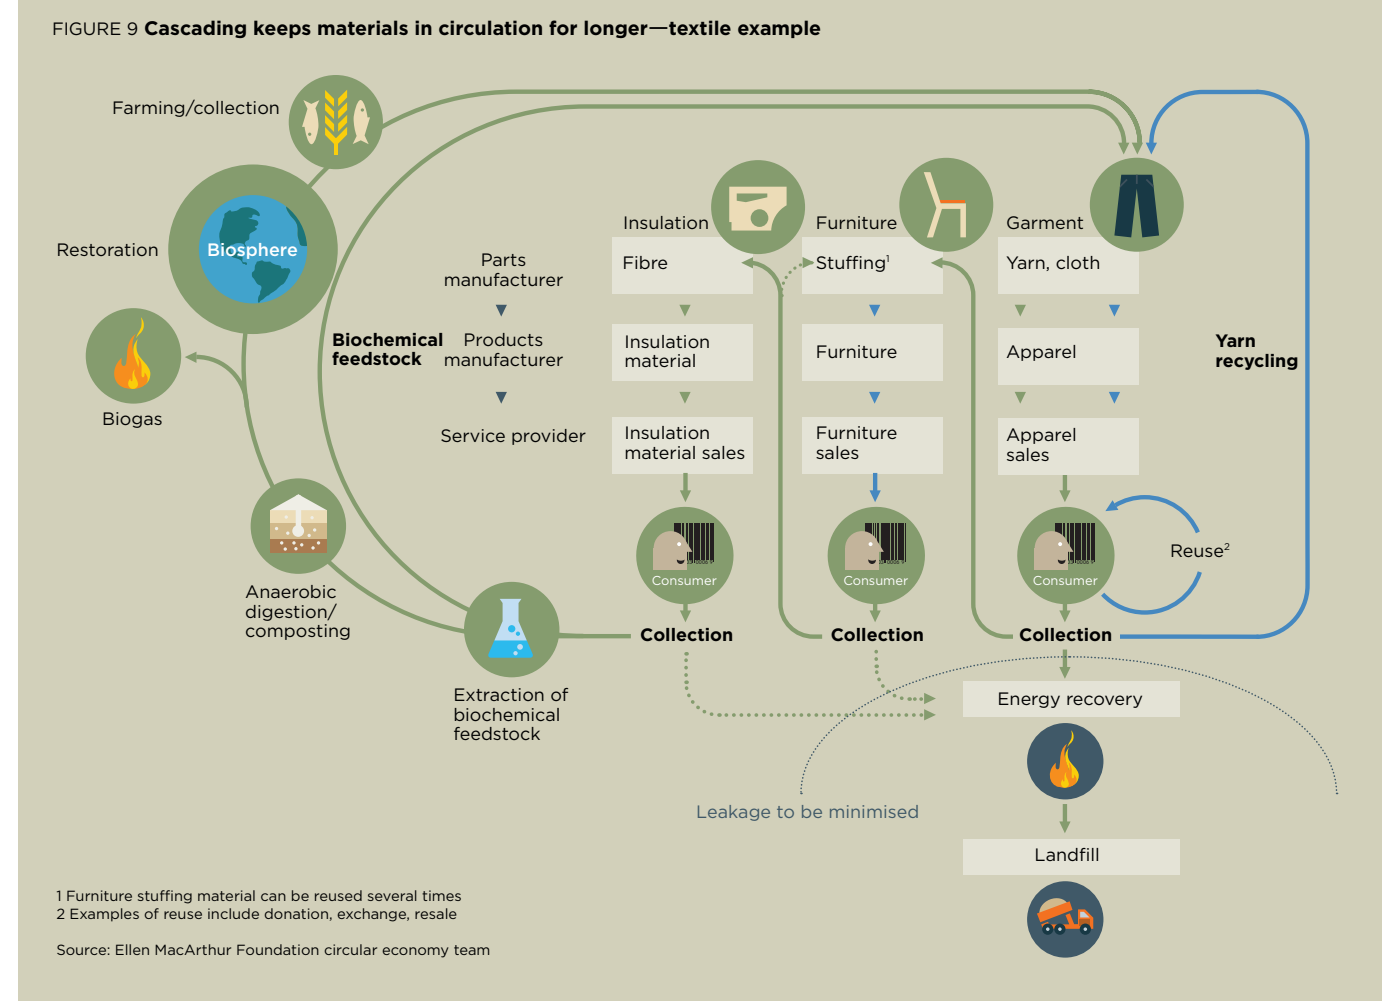 FIGURE 9 Cascading keeps materials in circulation for longer—textile example
Farming/collection
Restoration
Biosphere
Biogas
Anaerobic
digestion/
composting
Extraction of
biochemical
feedstock
Biochemical
feedstock
Parts
manufacturer
Products
manufacturer
Service provider
Insulation
Fibre
Insulation
material
Insulation
material sales
Consumer
Collection
Furniture
Stuffing¹
Furniture
Furniture
sales
Consumer
Collection
Garment
Yarn, cloth
Apparel
Apparel
sales
Consumer
Collection
Reuse²
Yarn
recycling
Energy recovery
Leakage to be minimised
Landfill
1 Furniture stuffing material can be reused several times
2 Examples of reuse include donation, exchange, resale
Source: Ellen MacArthur Foundation circular economy team